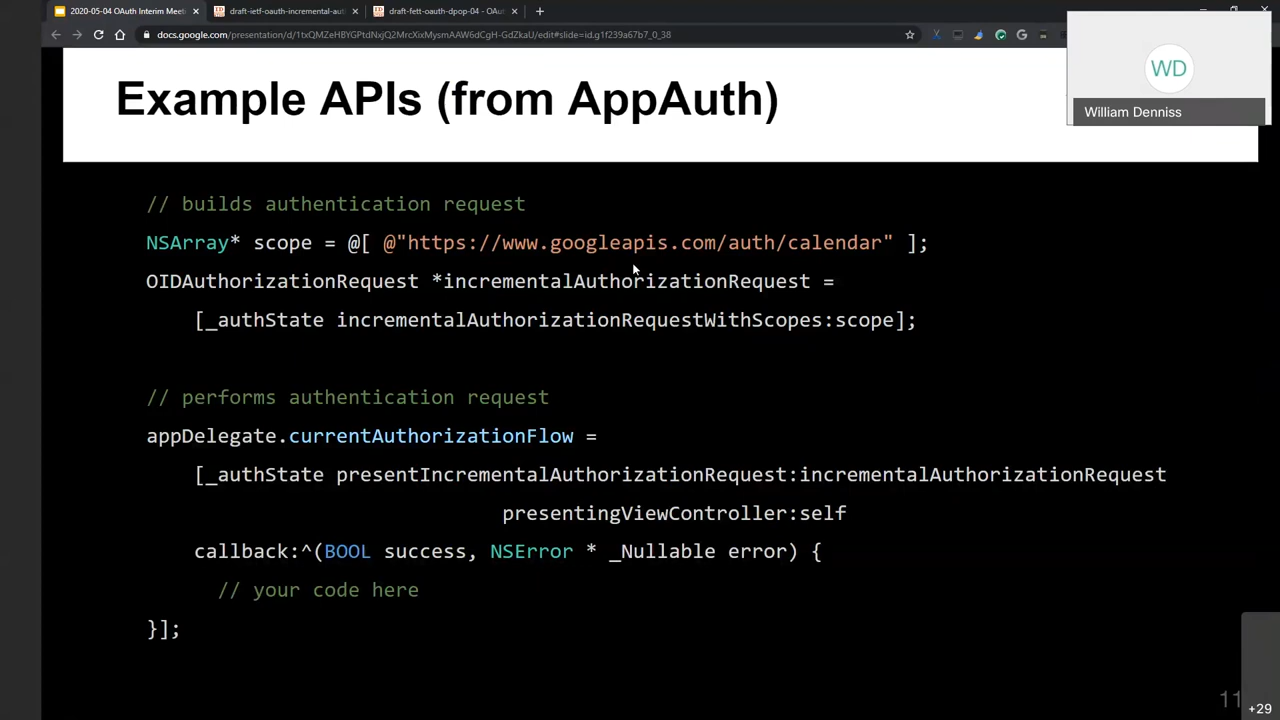 2020-05-04 OAuth Interim Meeti
draft-ietf-oauth-incremental-aut
draft-fett-oauth-dpop-04 - OAu
docs.google.com/presentation/d/1txQMZeHBYGPtdNxjQ2MrcXixMysmAAW6dCgH-GdZkaU/edit#slide=id.g1f239a67b7_0_38
WD
William Denniss
Example APIs (from AppAuth)
// builds authentication request
NSArray* scope = @[ @"https://www.googleapis.com/auth/calendar" ];
OIDAuthorizationRequest *incrementalAuthorizationRequest =
[_authState incrementalAuthorizationRequestWithScopes:scope];
// performs authentication request
appDelegate.currentAuthorizationFlow =
[_authState presentIncrementalAuthorizationRequest:incrementalAuthorizationRequest
presentingViewController:self
callback:^(BOOL success, NSError * _Nullable error) {
// your code here
}];
11
+29